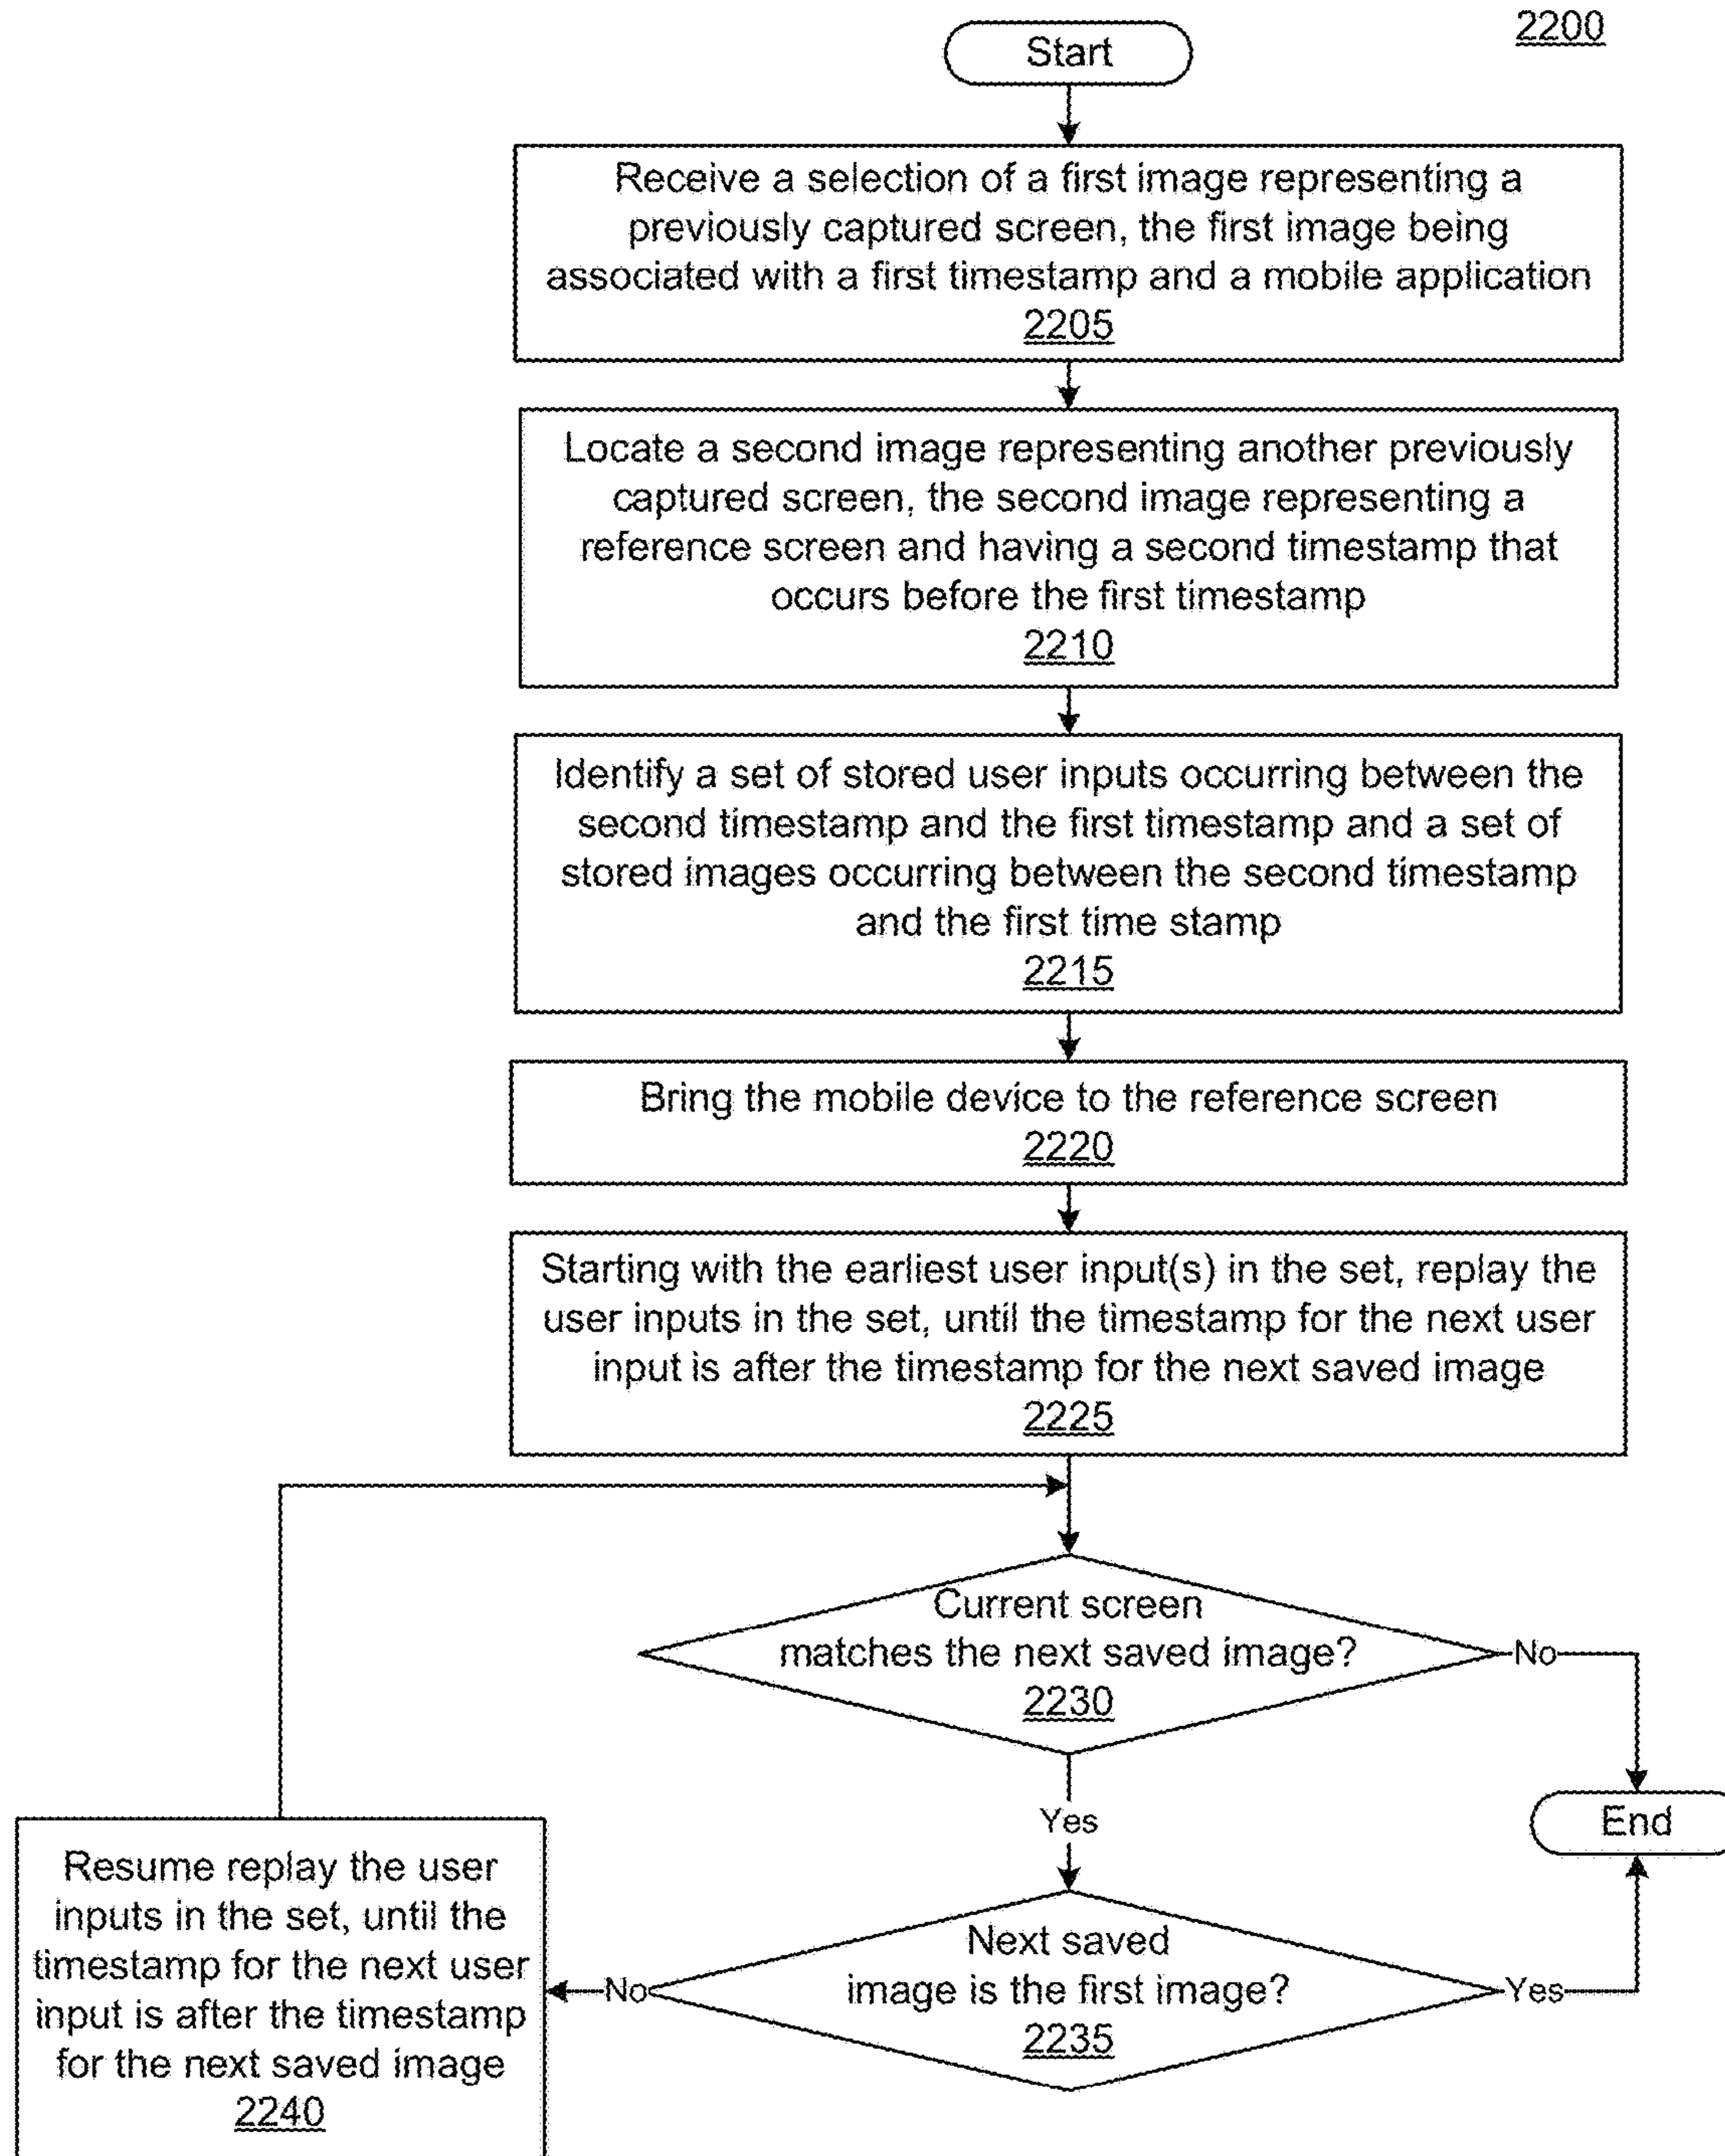 2200
Start
Receive a selection of a first image representing a
previously captured screen, the first image being
associated with a first timestamp and a mobile application
2205
Locate a second image representing another previously
captured screen, the second image representing a
reference screen and having a second timestamp that
occurs before the first timestamp
2210
Identify a set of stored user inputs occurring between the
second timestamp and the first timestamp and a set of
stored images occurring between the second timestamp
and the first time stamp
2215
Bring the mobile device to the reference screen
2220
Starting with the earliest user input(s) in the set, replay the
user inputs in the set, until the timestamp for the next user
input is after the timestamp for the next saved image
2225
Current screen
matches the next saved image?
2230
No
Yes
End
Next saved
image is the first image?
2235
No
Yes
Resume replay the user
inputs in the set, until the
timestamp for the next user
input is after the timestamp
for the next saved image
2240